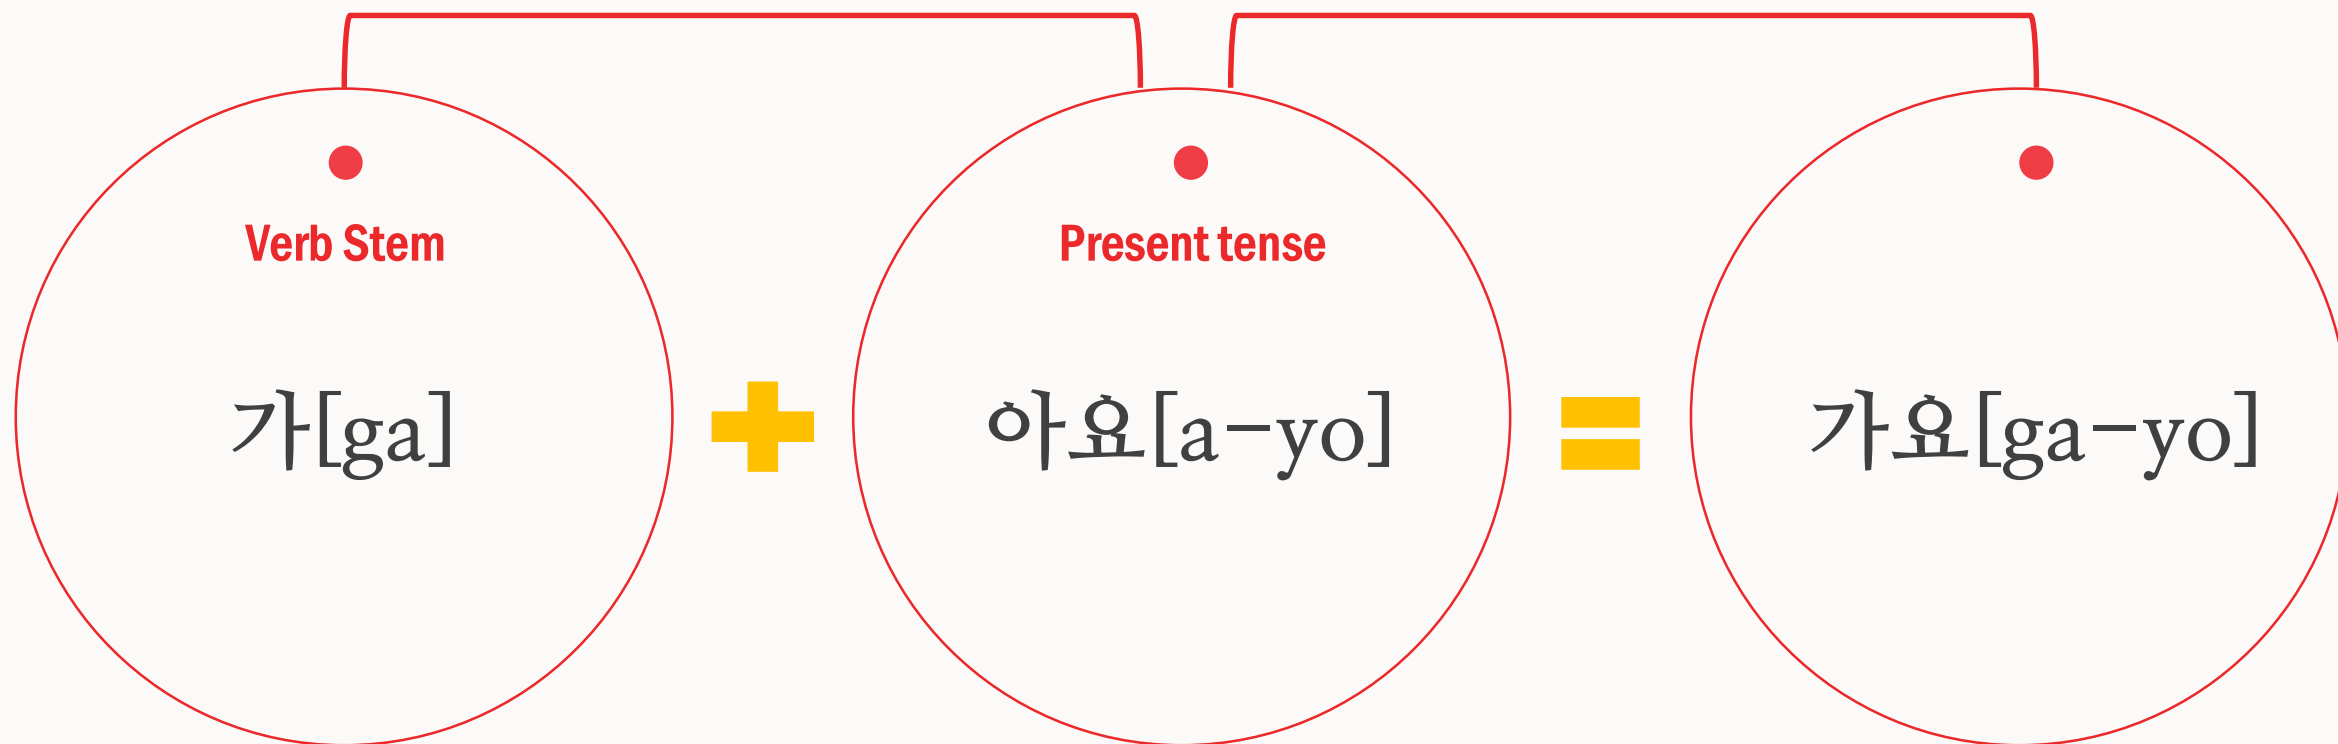 Verb Stem
Present tense
가[ga]
아요[a-yo]
가요[ga-yo]